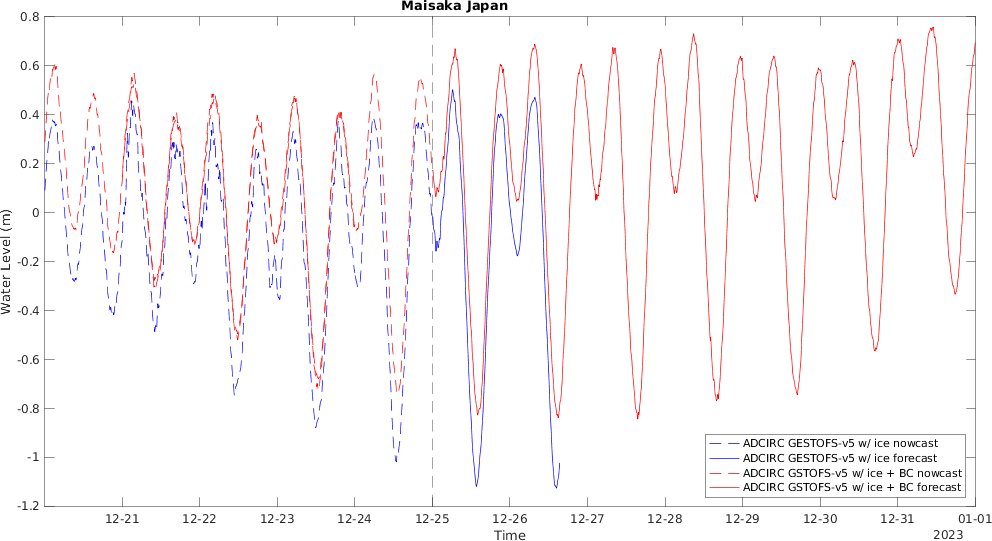 Maisaka Japan
0.8
0.6
0.4
0.2
0
-0.2
-0.4
-0.6
-0.8
-1
-1.2
Water Level (m)
12-21 12-22 12-23 12-24 12-25 12-26 12-27 12-28 12-29 12-30 12-31 01-01
Time
2023
ADCIRC GESTOFS-v5 w/ ice nowcast
ADCIRC GESTOFS-v5 w/ ice forecast
ADCIRC GSTOFS-v5 w/ ice + BC nowcast
ADCIRC GSTOFS-v5 w/ ice + BC forecast